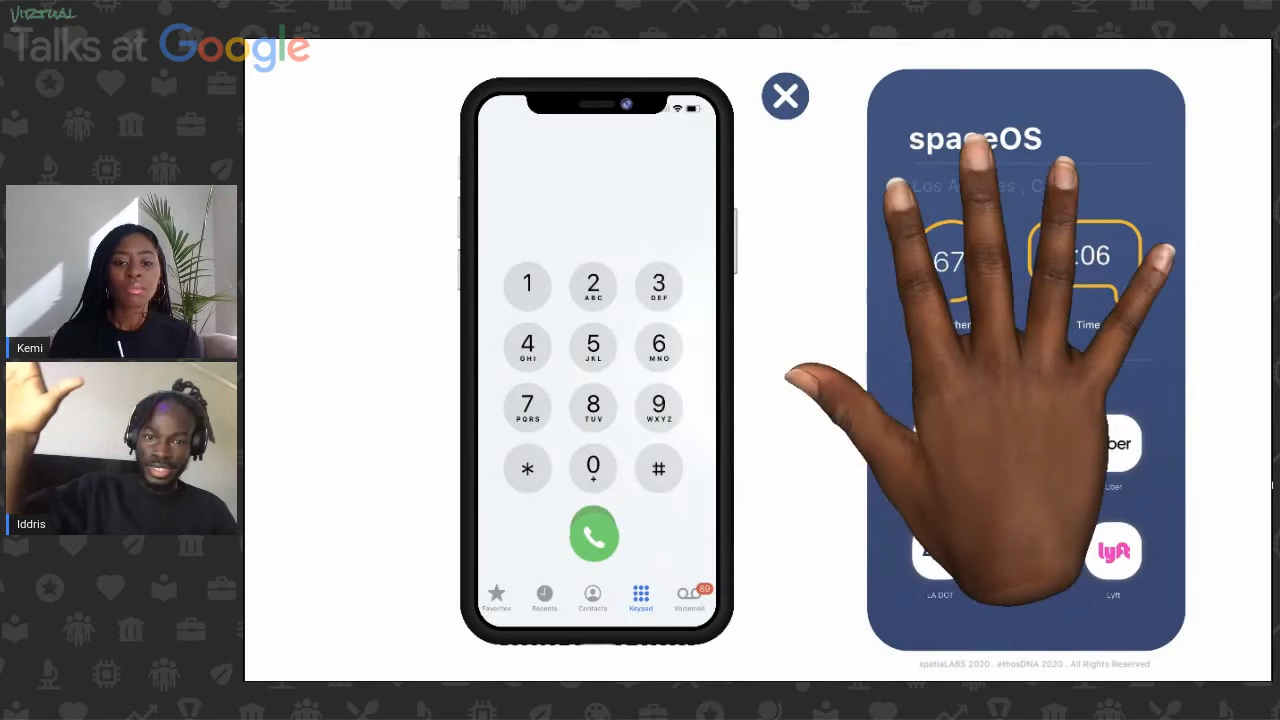 VIRTUAL
Talks at Google
Kemi
Iddris
1
2
ABC
3
DEF
4
GHI
5
JKL
6
MNO
7
PQRS
8
TUV
9
WXYZ
*
0
+
#
Favorites
Recents
Contacts
Keypad
Voicemail
89
spaceOS
67
:06
Time
Uber
LA DOT
lyft
Lyft
spatiaLABS 2020 . ethosDNA 2020 . All Rights Reserved